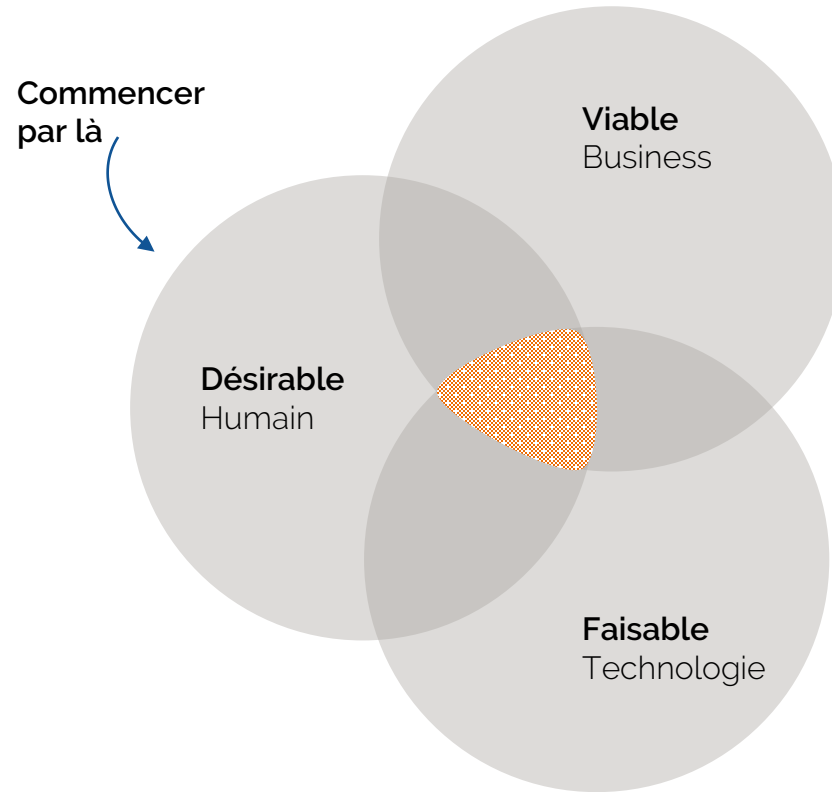 Commencer
par là
Viable
Business
Désirable
Humain
Faisable
Technologie